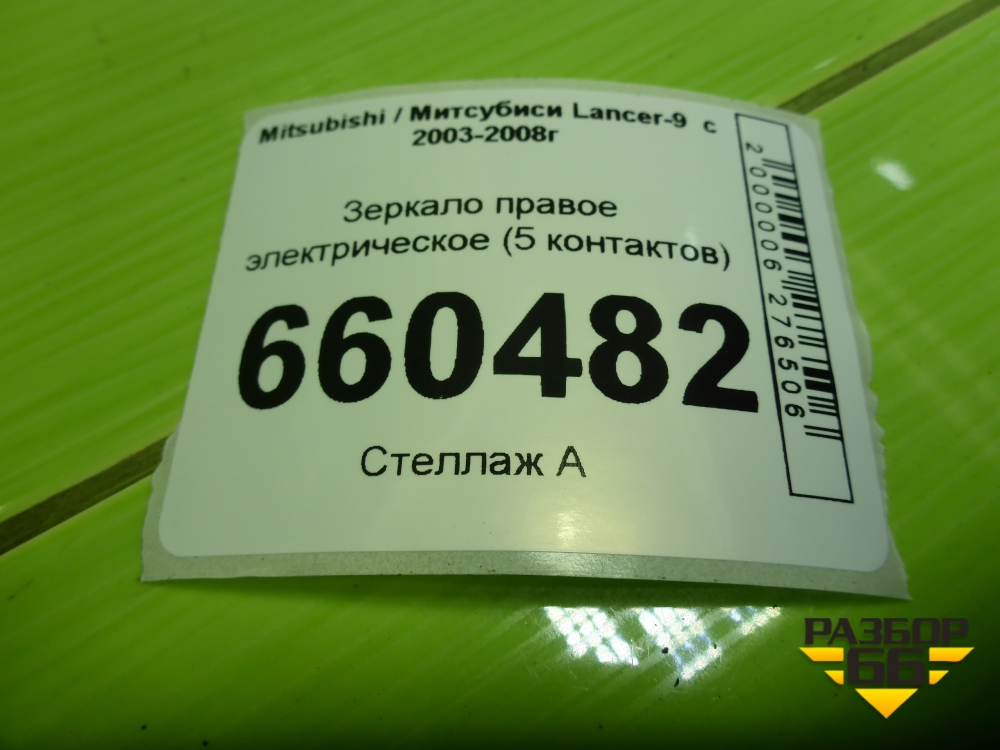 Mitsubishi / Митсубиси Lancer-9 с
2003-2008г
Зеркало правое
электрическое (5 контактов)
660482
Стеллаж А
2000006276506
РАЗБОР
66